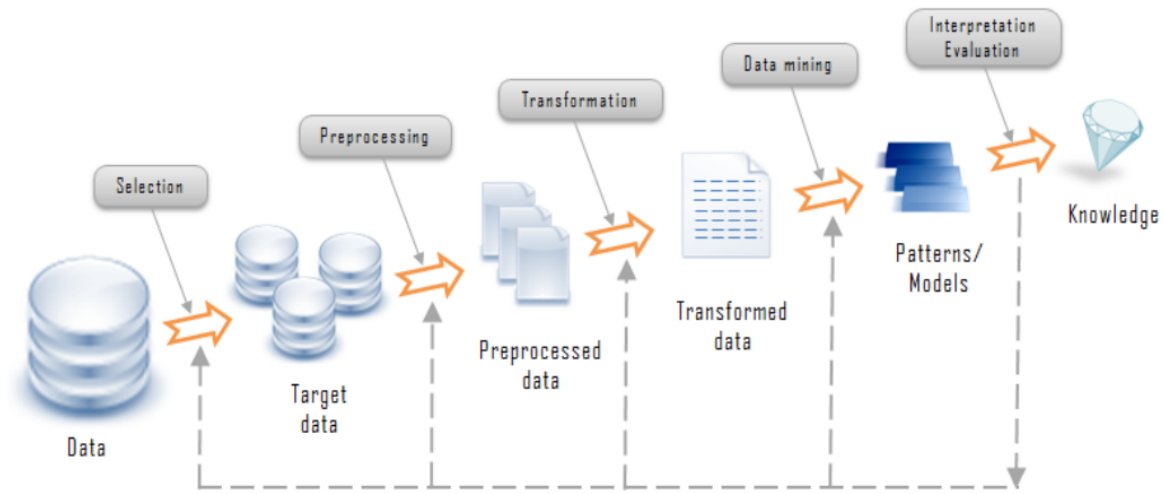 Interpretation
Evaluation
Data mining
Transformation
Preprocessing
Selection
Knowledge
Patterns/
Models
Transformed
data
Preprocessed
data
Target
data
Data